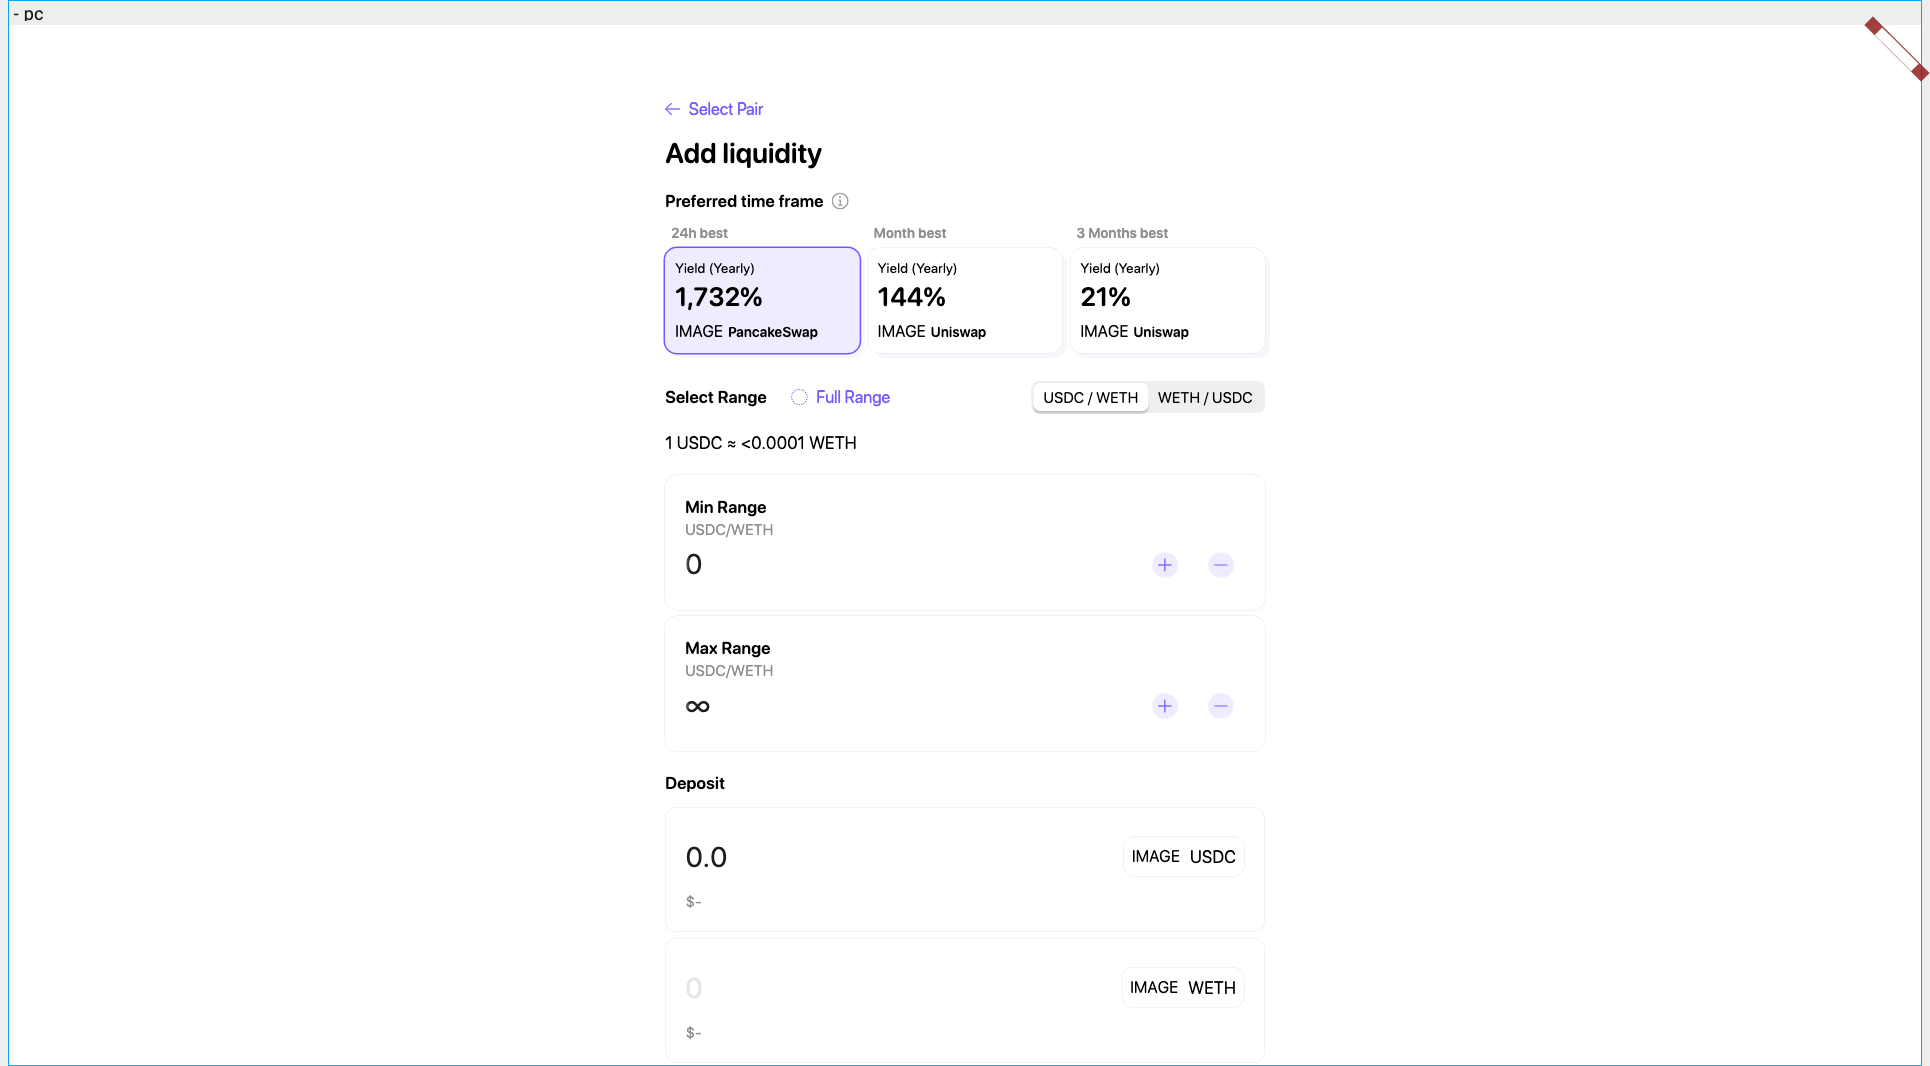 - pc
Select Pair
Add liquidity
Preferred time frame
24h best
Month best
3 Months best
Yield (Yearly)
1,732%
IMAGE PancakeSwap
Yield (Yearly)
144%
IMAGE Uniswap
Yield (Yearly)
21%
IMAGE Uniswap
Select Range
Full Range
USDC / WETH
WETH / USDC
1 USDC ≈ <0.0001 WETH
Min Range
USDC/WETH
0
Max Range
USDC/WETH
∞
Deposit
0.0
IMAGE USDC
$-
0
IMAGE WETH
$-